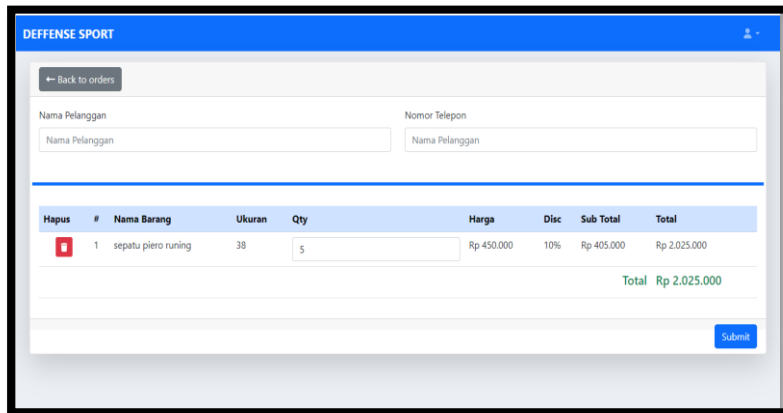 DEFFENSE SPORT
← Back to orders
Nama Pelanggan Nomor Telepon
Nama Pelanggan Nama Pelanggan
Hapus # Nama Barang Ukuran Qty Harga Disc Sub Total Total
1 sepatu piero runing 38 5 Rp 450.000 10% Rp 405.000 Rp 2.025.000
Total Rp 2.025.000
Submit